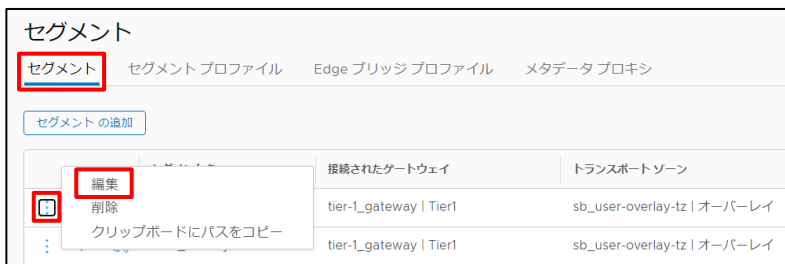 セグメント
セグメント セグメント プロファイル Edge ブリッジ プロファイル メタデータ プロキシ
セグメント の追加
接続されたゲートウェイ トランスポート ゾーン
編集
削除
クリップボードにパスをコピー
tier-1_gateway | Tier1 sb_user-overlay-tz | オーバーレイ
tier-1_gateway | Tier1 sb_user-overlay-tz | オーバーレイ